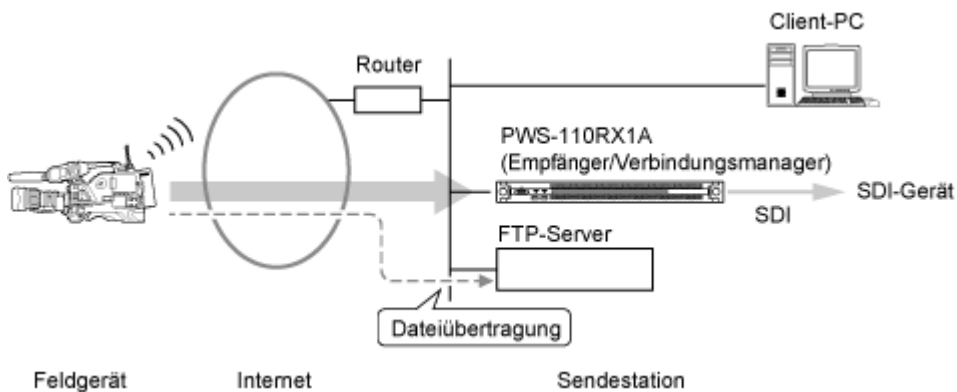 Client-PC
Router
PWS-110RX1A
(Empfänger/Verbindungsmanager)
SDI-Gerät
SDI
FTP-Server
Dateiübertragung
Feldgerät
Internet
Sendestation